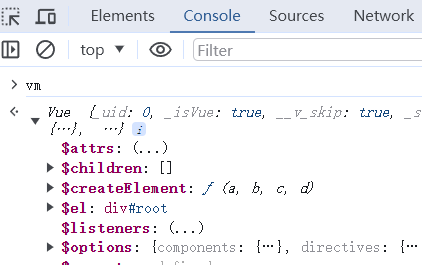 Elements Console Sources Network
top Filter
> vm
Vue {_uid: 0, _isVue: true, __v_skip: true, _s
{…}, …} i
$attrs: (...)
$children: []
$createElement: ƒ (a, b, c, d)
$el: div#root
$listeners: (...)
$options: {components: {…}, directives: {…